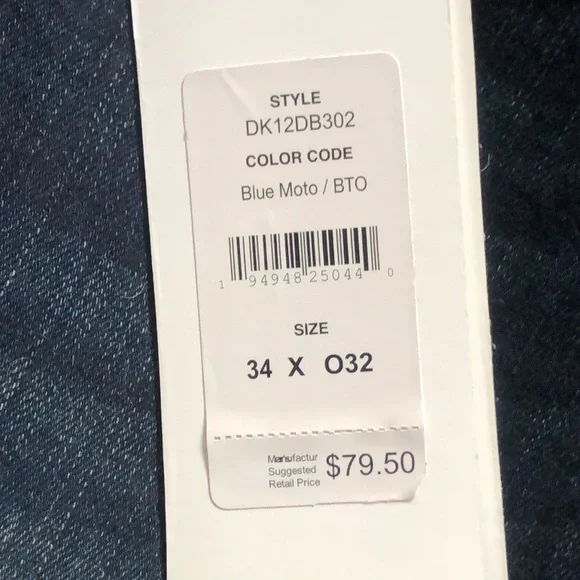 STYLE
DK12DB302
COLOR CODE
Blue Moto / BTO
1 94948 25044 0
SIZE
34 X O32
Suggested
Retail Price
$79.50